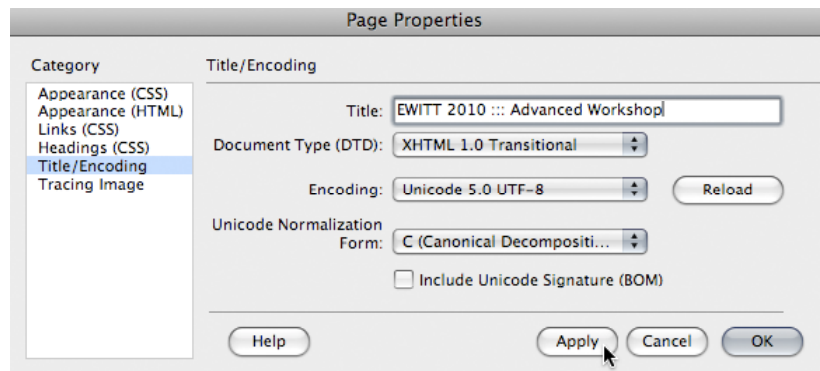 Page Properties
Category
Title/Encoding
Appearance (CSS)
Appearance (HTML)
Links (CSS)
Headings (CSS)
Title/Encoding
Tracing Image
Title: EWITT 2010 ::: Advanced Workshop
Document Type (DTD): XHTML 1.0 Transitional
Encoding: Unicode 5.0 UTF-8 Reload
Unicode Normalization
Form: C (Canonical Decompositi...
Include Unicode Signature (BOM)
Help Apply Cancel OK